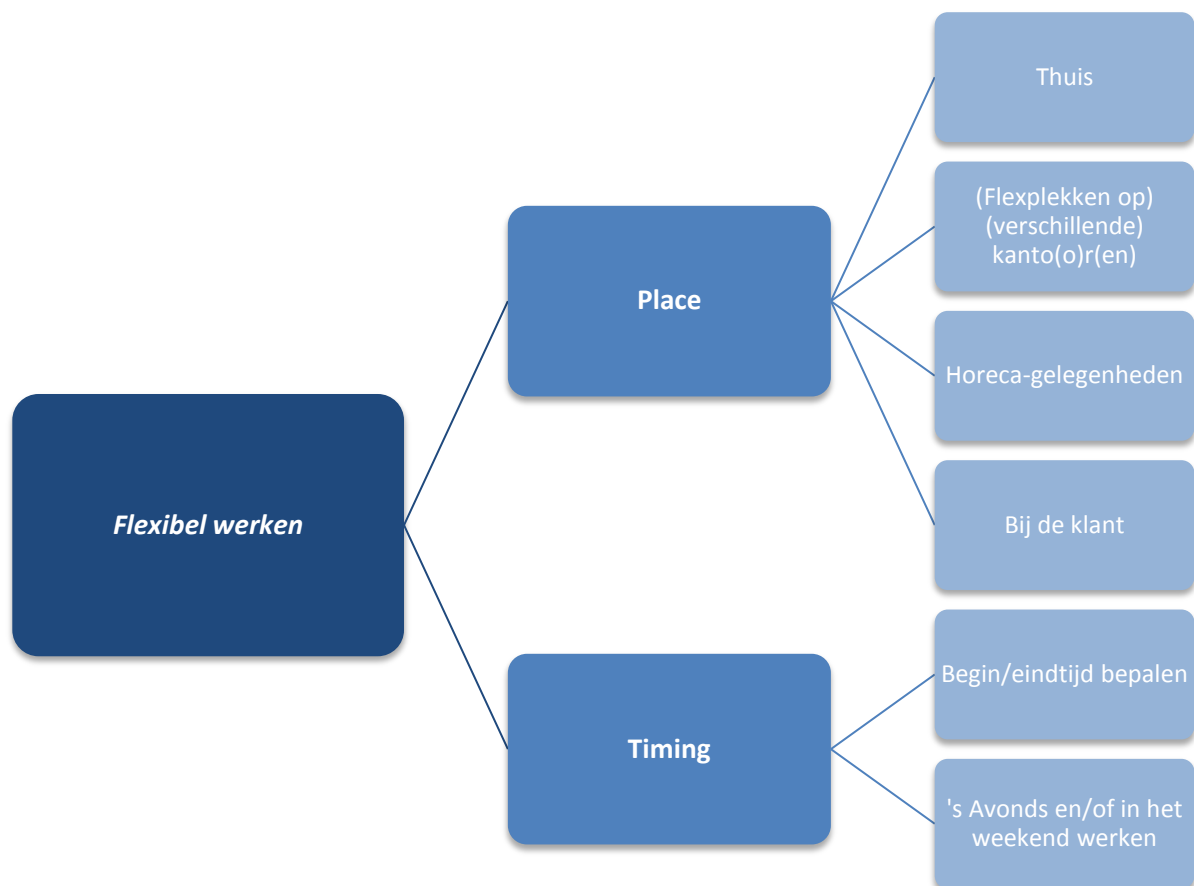 Flexibel werken
Place
Thuis
(Flexplekken op)
(verschillende)
kanto(o)r(en)
Horeca-gelegenheden
Bij de klant
Timing
Begin/eindtijd bepalen
's Avonds en/of in het
weekend werken